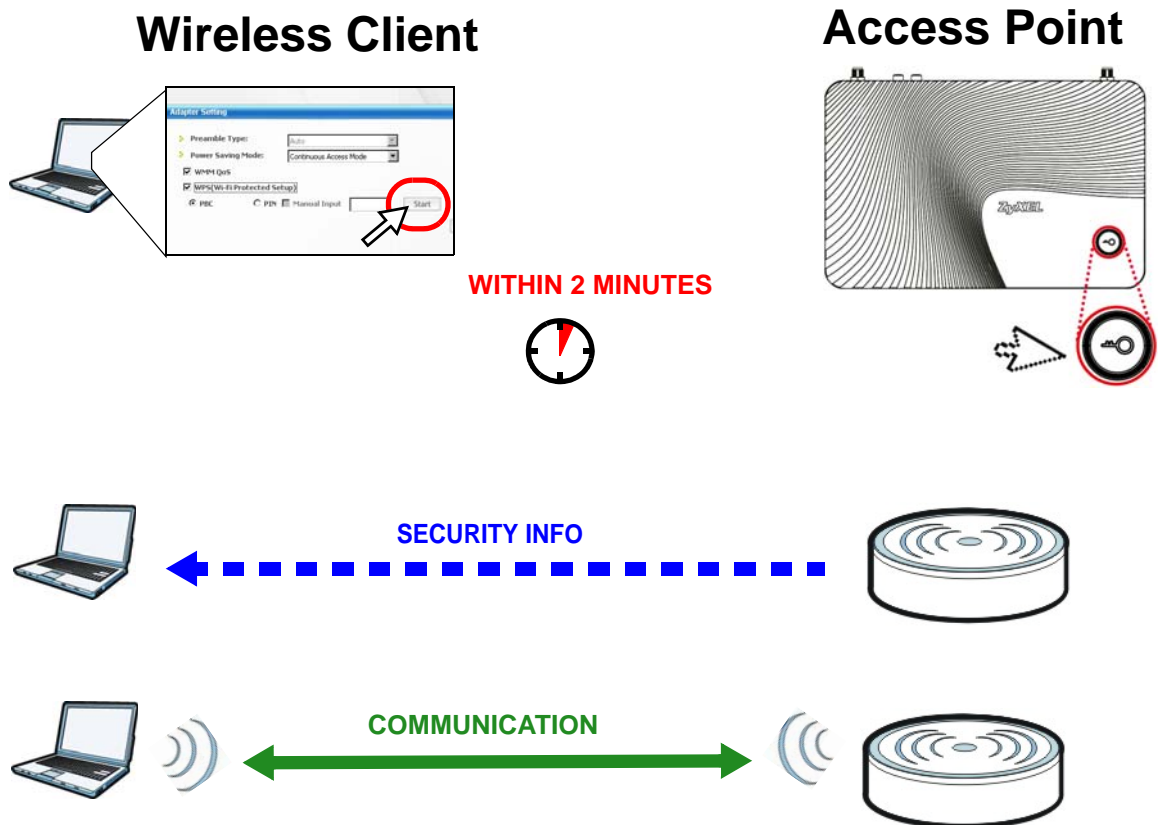 Wireless Client
Access Point
Adapter Setting
Preamble Type:
Auto
Power Saving Mode:
Continuous Access Mode
WMM QoS
WPS(Wi-Fi Protected Setup)
PBC
PIN
Manual Input
Start
ZyXEL
WITHIN 2 MINUTES
SECURITY INFO
COMMUNICATION